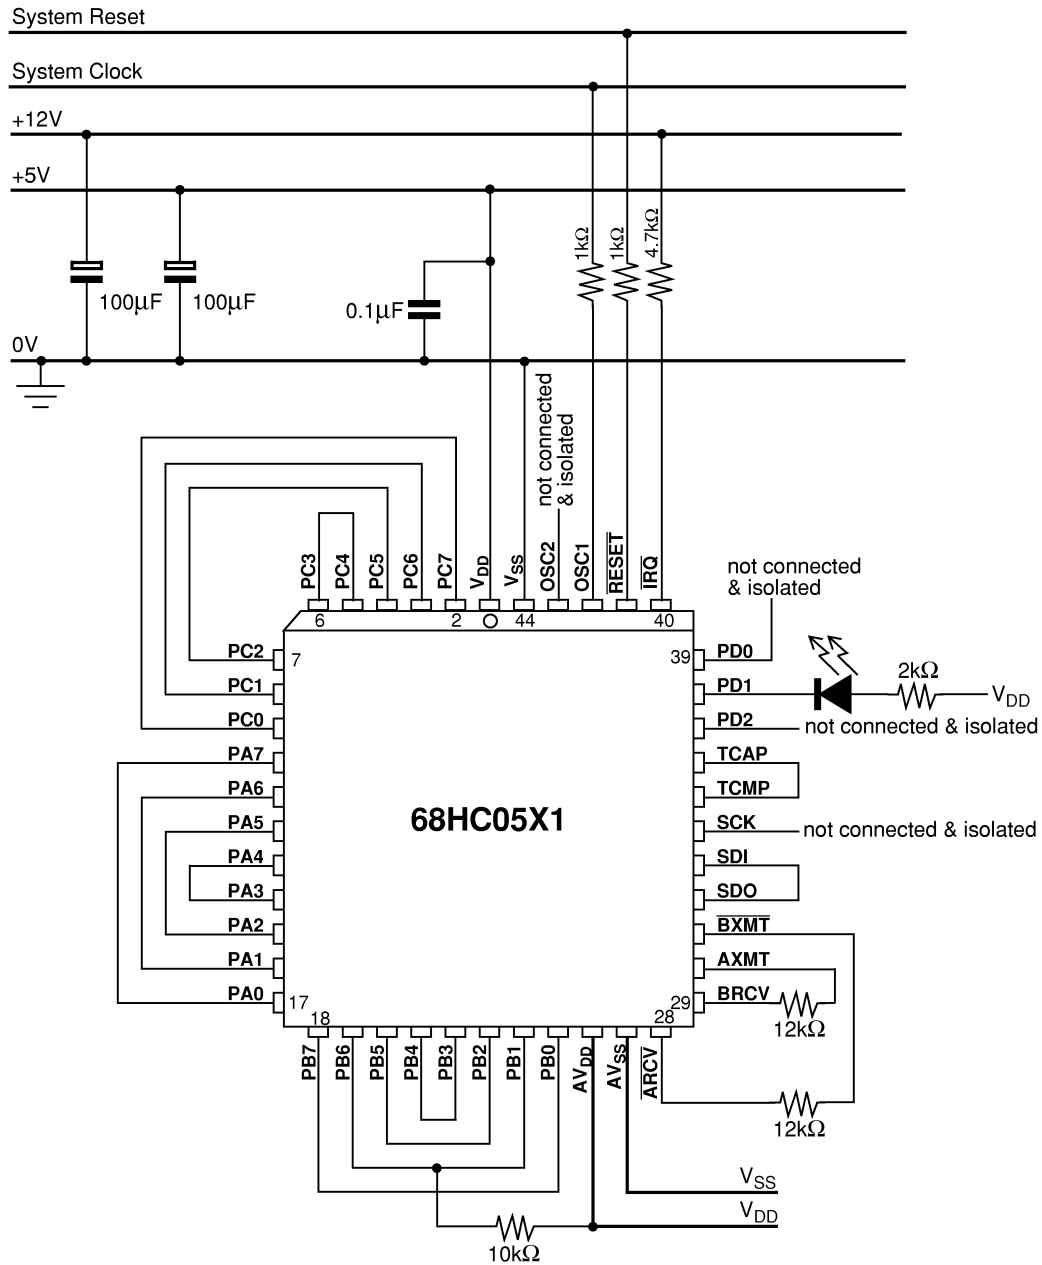 System Reset
System Clock
+12V
+5V
1kΩ
1kΩ
4.7kΩ
100µF
100µF
0.1µF
0V
not connected
& isolated
PC3
PC4
PC5
PC6
PC7
VDD
VSS
OSC2
OSC1
RESET
IRQ
not connected
& isolated
6
2
44
40
PC2
7
39
PD0
PC1
PD1
2kΩ
VDD
PC0
PD2
not connected & isolated
PA7
TCAP
PA6
TCMP
68HC05X1
PA5
SCK
not connected & isolated
PA4
SDI
PA3
SDO
PA2
BXMT
PA1
AXMT
PA0
17
29
BRCV
12kΩ
18
28
PB7
PB6
PB5
PB4
PB3
PB2
PB1
PB0
AVDD
AVSS
ARCV
12kΩ
VSS
VDD
10kΩ